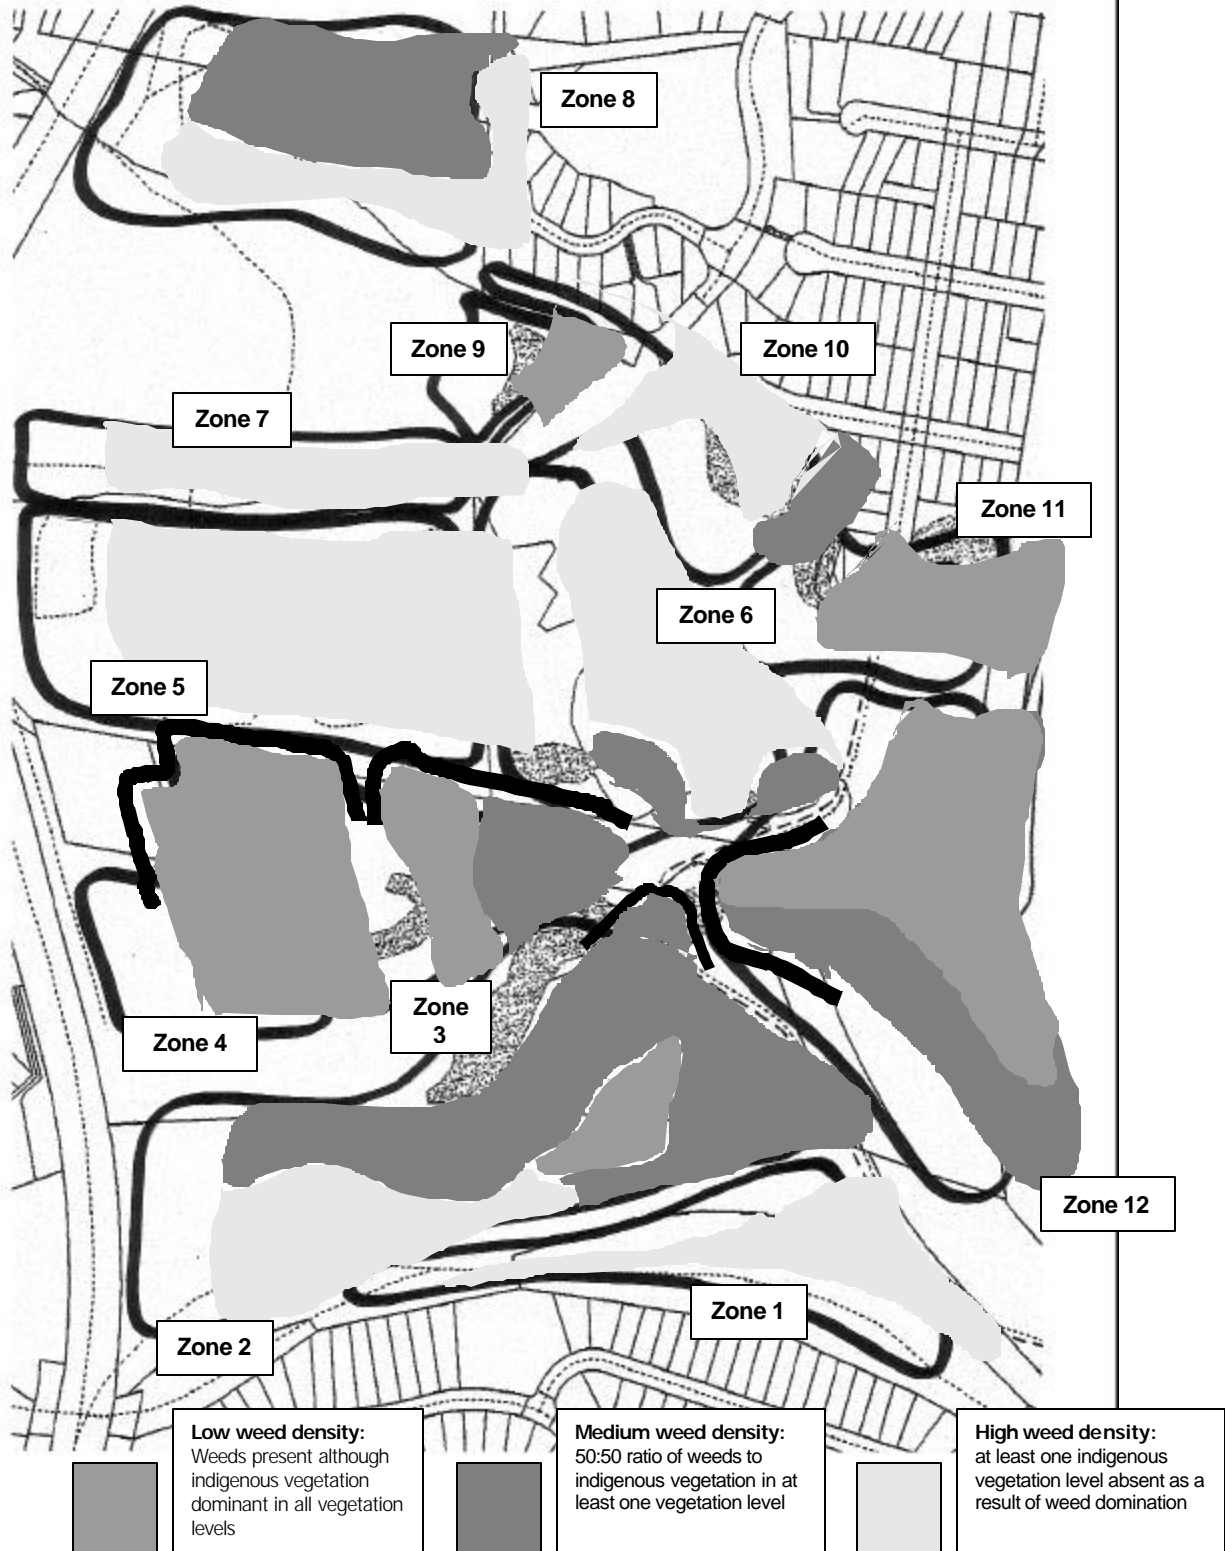 Zone 8
Zone 9
Zone 10
Zone 7
Zone 11
Zone 6
Zone 5
Zone
3
Zone 4
Zone 12
Zone 1
Zone 2
Low weed density:
Weeds present although
indigenous vegetation
dominant in all vegetation
levels
Medium weed density:
50:50 ratio of weeds to
indigenous vegetation in at
least one vegetation level
High weed density:
at least one indigenous
vegetation level absent as a
result of weed domination